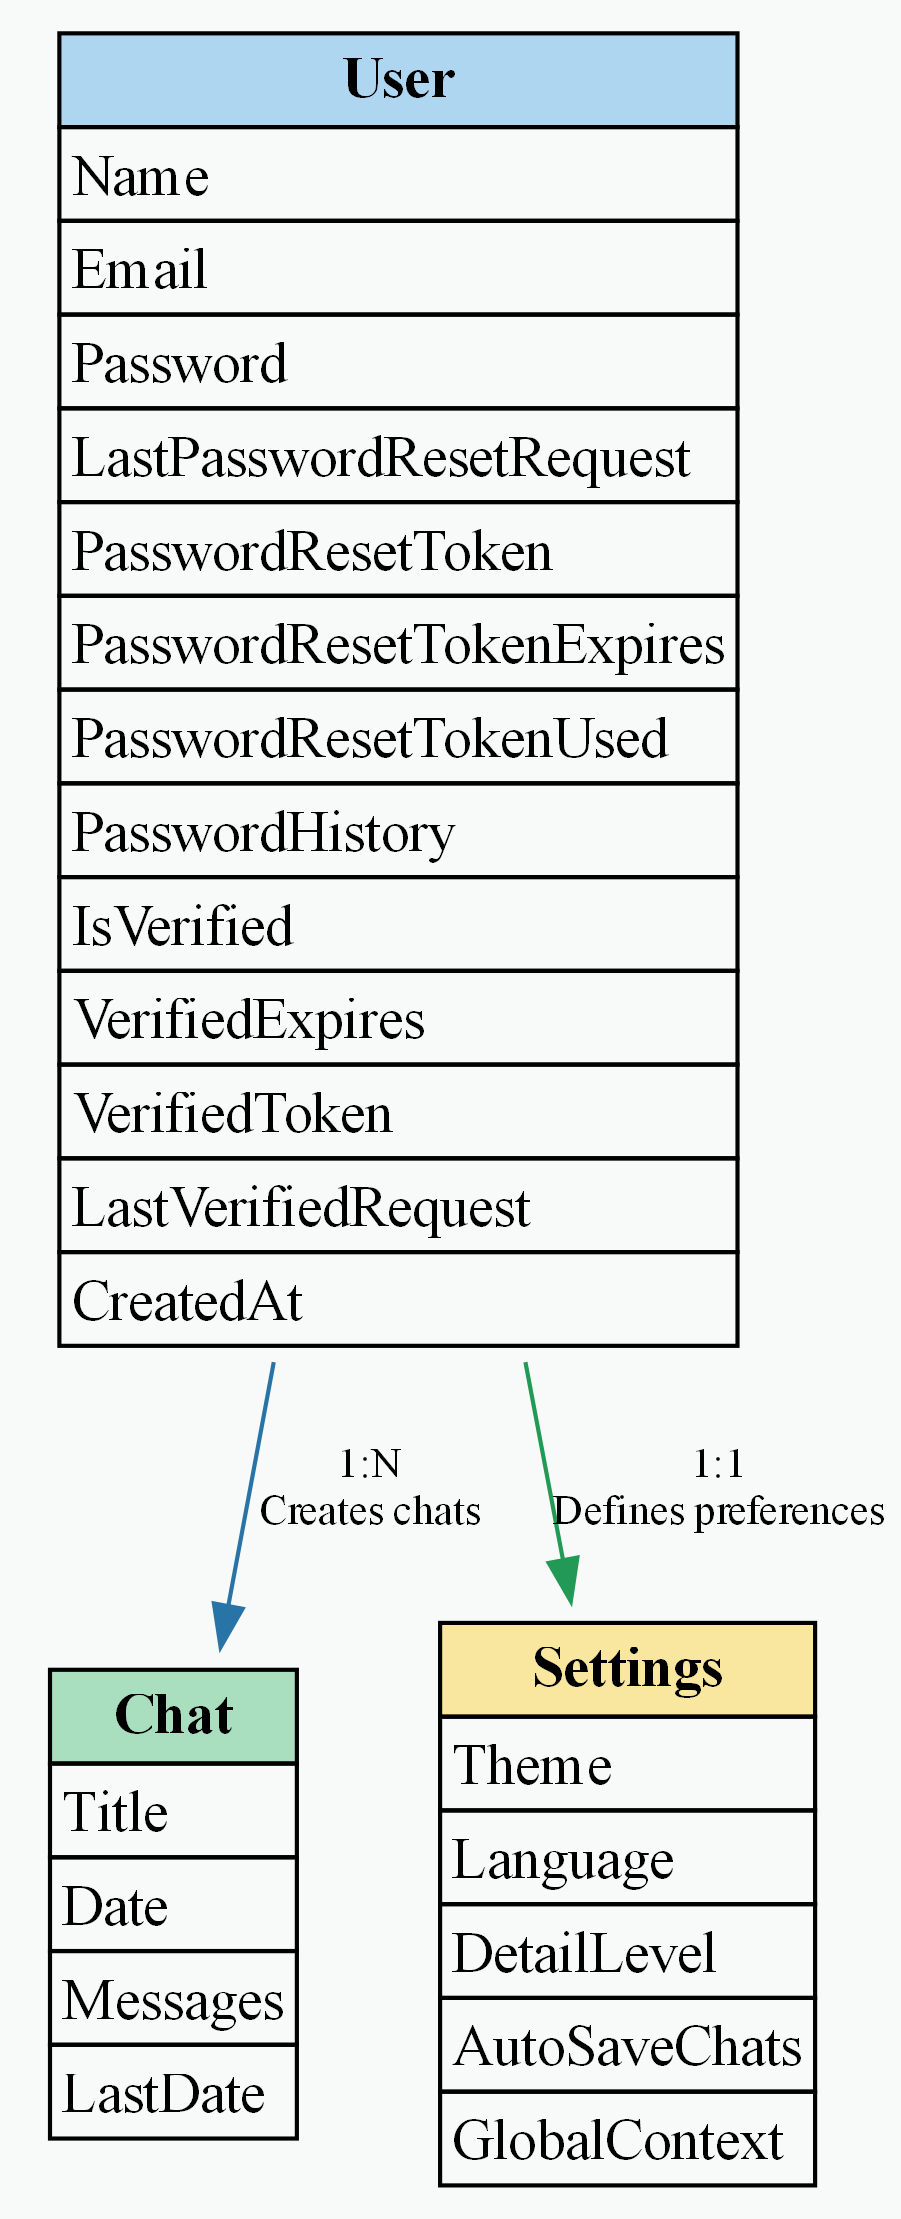 User
Name
Email
Password
LastPasswordResetRequest
PasswordResetToken
PasswordResetTokenExpires
PasswordResetTokenUsed
PasswordHistory
IsVerified
VerifiedExpires
VerifiedToken
LastVerifiedRequest
CreatedAt
1:N
Creates chats
1:1
Defines preferences
Chat
Title
Date
Messages
LastDate
Settings
Theme
Language
DetailLevel
AutoSaveChats
GlobalContext